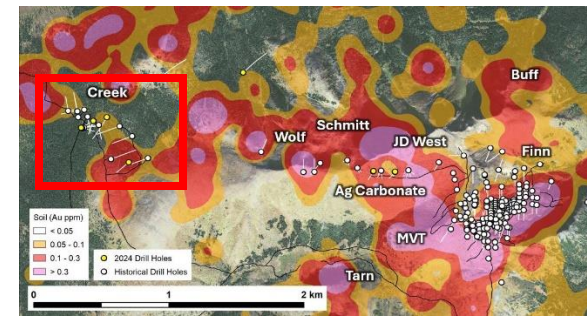 Buff
Creek
Schmitt
Wolf
JD West
Finn
Ag Carbonate
MVT
Tarn
Soil (Au ppm)
< 0.05
0.05 - 0.1
0.1 - 0.3
> 0.3
2024 Drill Holes
Historical Drill Holes
0 1 2 km